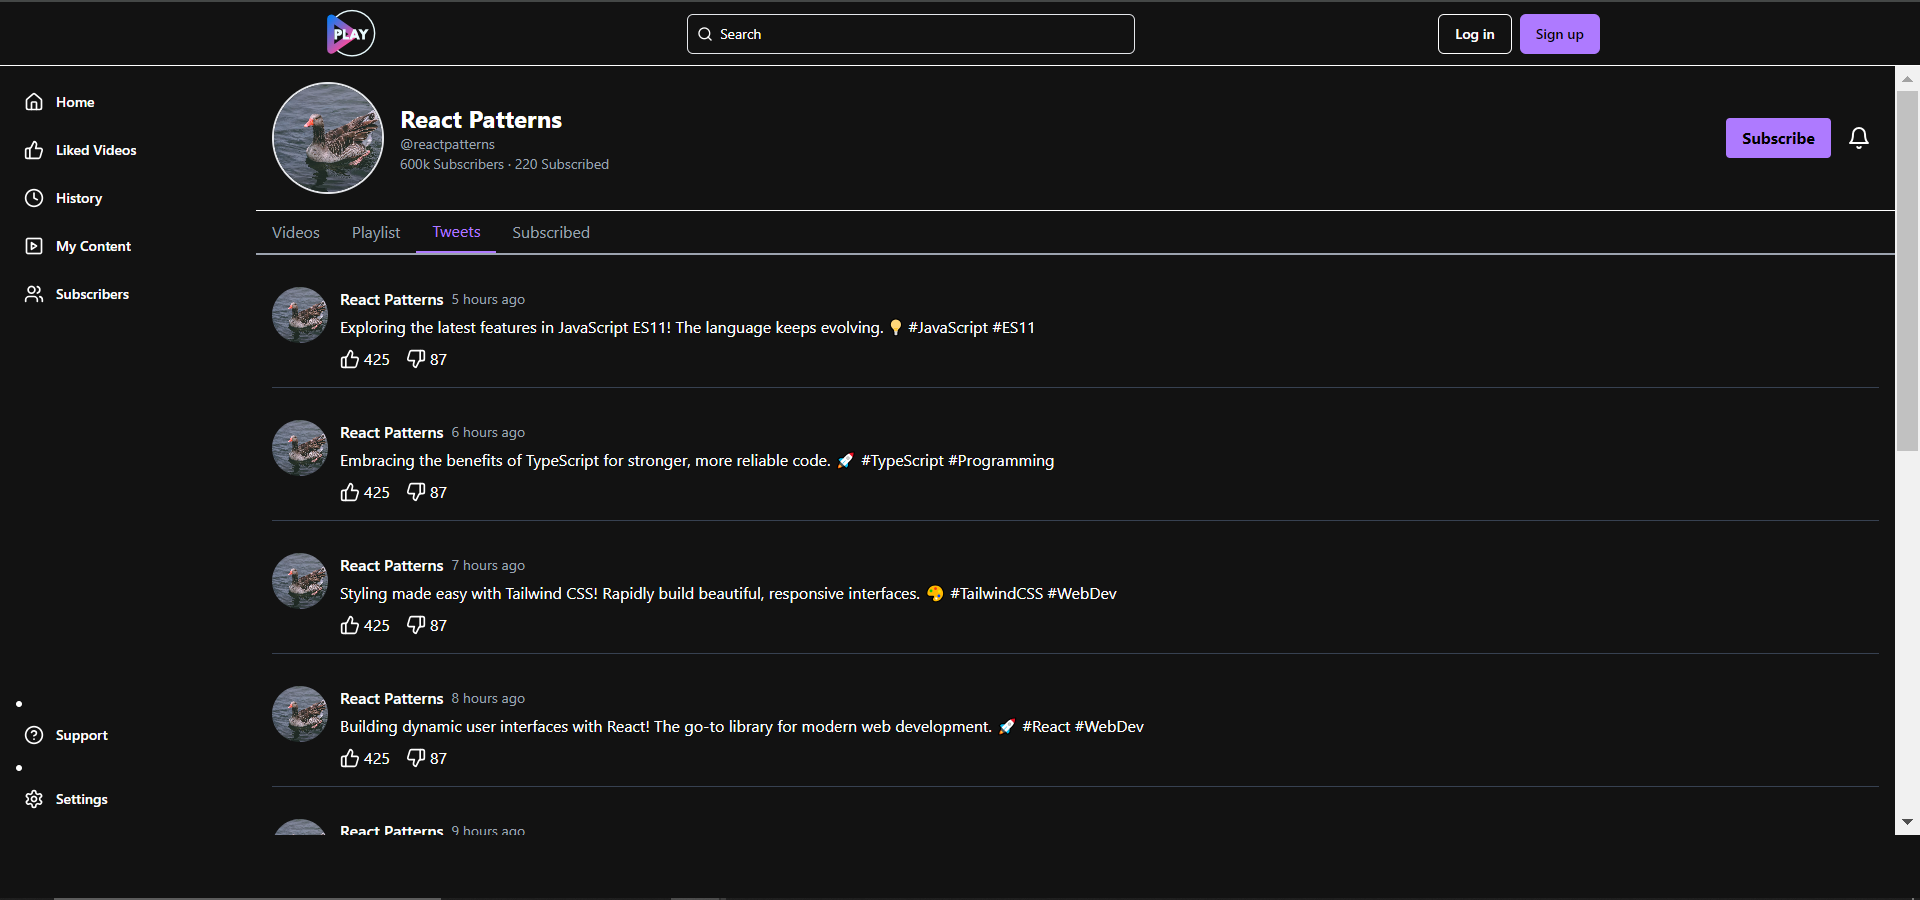 PLAY
Search
Log in
Sign up
Home
Liked Videos
History
My Content
Subscribers
Support
Settings
React Patterns
@reactpatterns
600k Subscribers · 220 Subscribed
Subscribe
Videos Playlist Tweets Subscribed
React Patterns 5 hours ago
Exploring the latest features in JavaScript ES11! The language keeps evolving. 💡 #JavaScript #ES11
425 87
React Patterns 6 hours ago
Embracing the benefits of TypeScript for stronger, more reliable code. 🚀 #TypeScript #Programming
425 87
React Patterns 7 hours ago
Styling made easy with Tailwind CSS! Rapidly build beautiful, responsive interfaces. 🎨 #TailwindCSS #WebDev
425 87
React Patterns 8 hours ago
Building dynamic user interfaces with React! The go-to library for modern web development. 🚀 #React #WebDev
425 87
React Patterns 9 hours ago